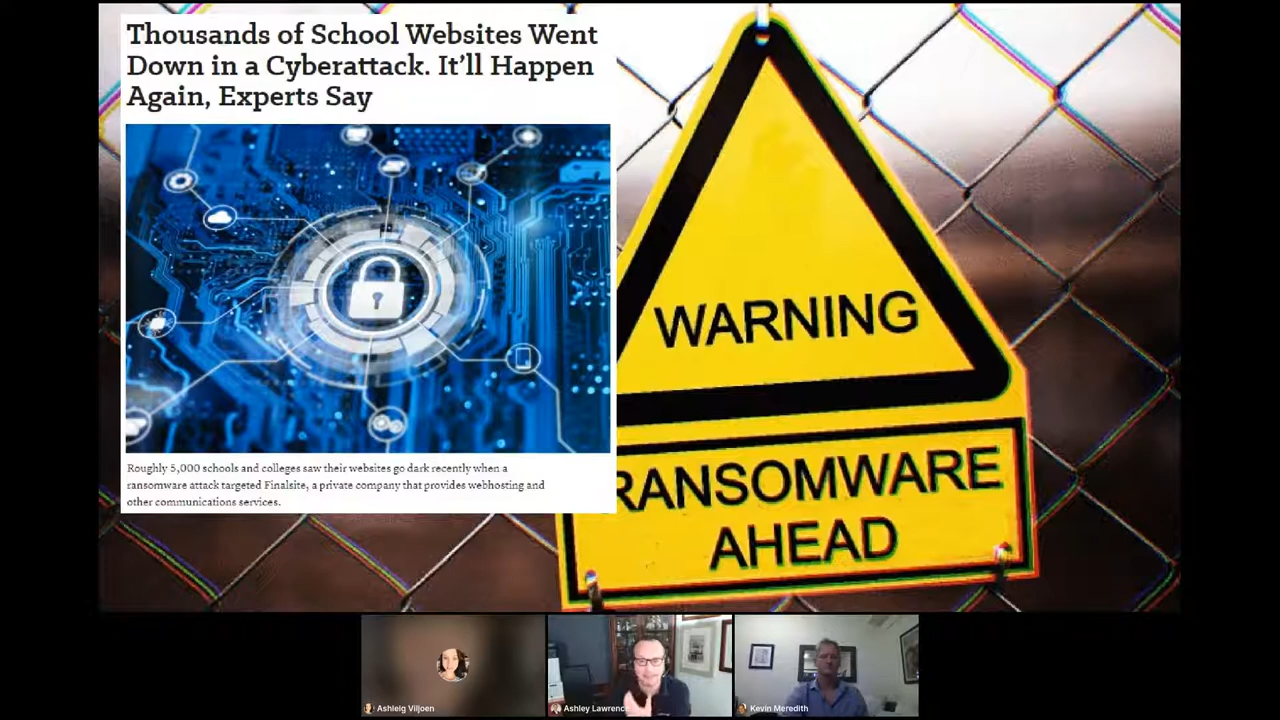 Thousands of School Websites Went
Down in a Cyberattack. It'll Happen
Again, Experts Say
Roughly 5,000 schools and colleges saw their websites go dark recently when a
ransomware attack targeted Finalsite, a private company that provides webhosting and
other communications services.
WARNING
RANSOMWARE
AHEAD
Ashleig Viljoen
Ashley Lawrence
Kevin Meredith